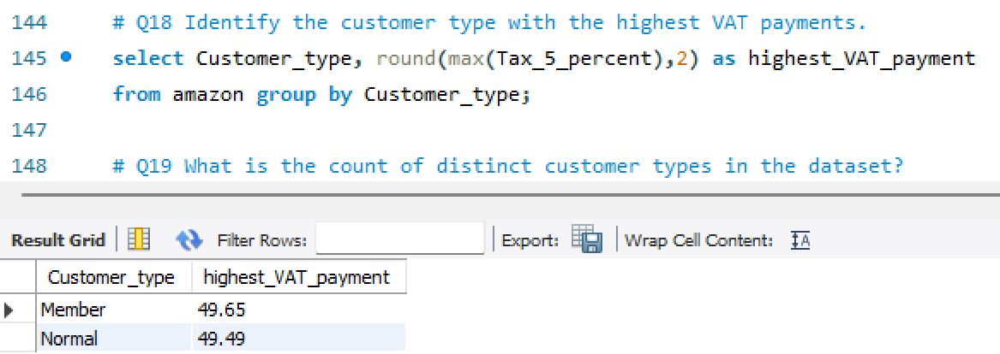 144 # Q18 Identify the customer type with the highest VAT payments.
145 select Customer_type, round(max(Tax_5_percent),2) as highest_VAT_payment
146 from amazon group by Customer_type;
147
148 # Q19 What is the count of distinct customer types in the dataset?
Result Grid Filter Rows: Export: Wrap Cell Content: IA
Customer_type highest_VAT_payment
Member 49.65
Normal 49.49